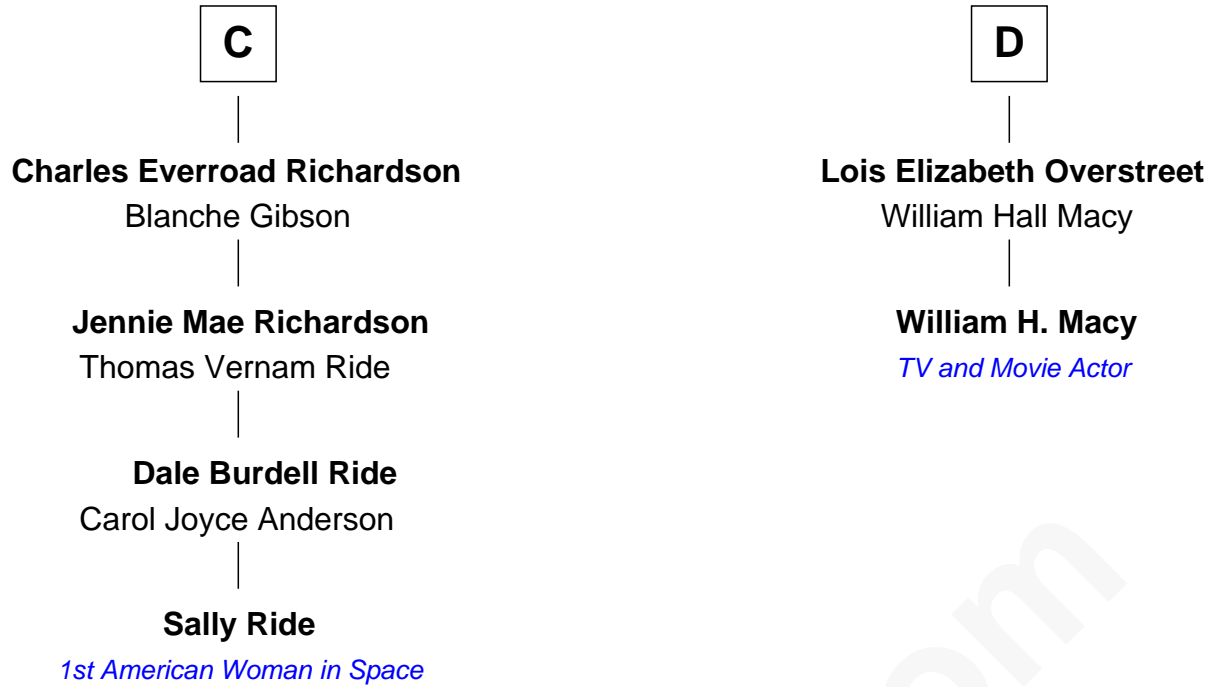 C
Charles Everroad Richardson
Blanche Gibson
Jennie Mae Richardson
Thomas Vernam Ride
Dale Burdell Ride
Carol Joyce Anderson
Sally Ride
1st American Woman in Space
D
Lois Elizabeth Overstreet
William Hall Macy
William H. Macy
TV and Movie Actor
om